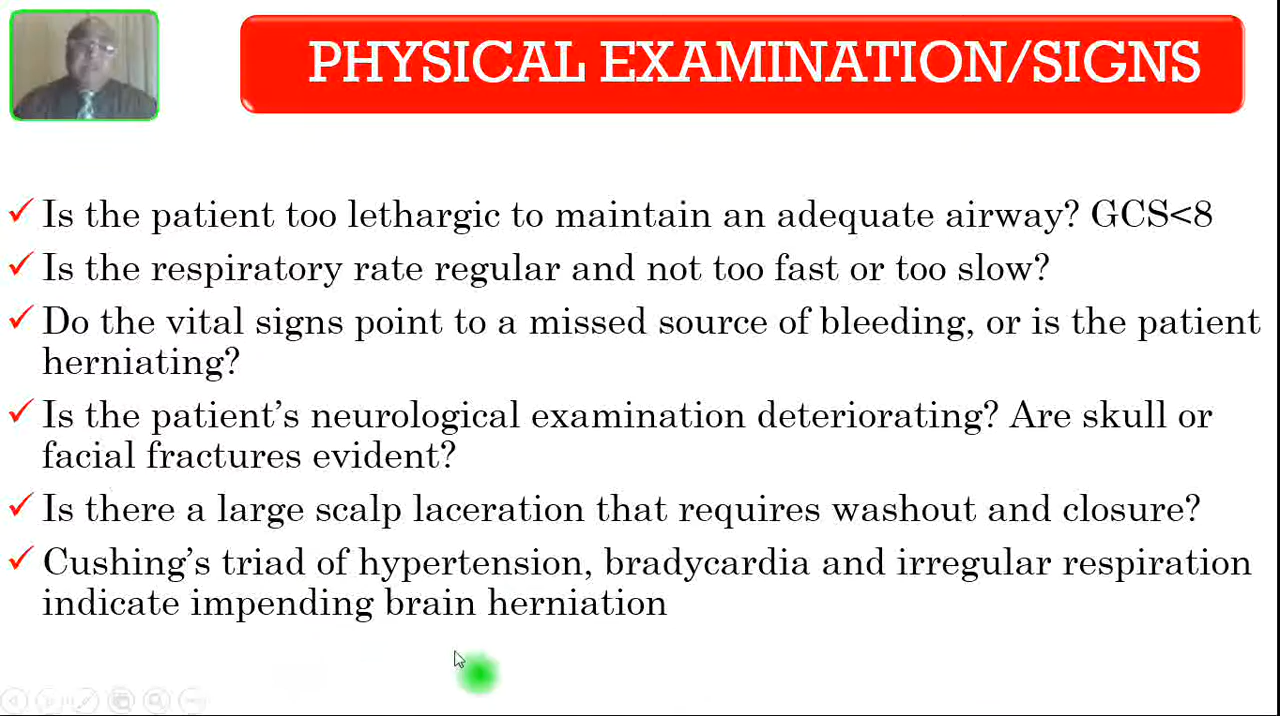 PHYSICAL EXAMINATION/SIGNS
Is the patient too lethargic to maintain an adequate airway? GCS<8
Is the respiratory rate regular and not too fast or too slow?
Do the vital signs point to a missed source of bleeding, or is the patient
herniating?
Is the patient’s neurological examination deteriorating? Are skull or
facial fractures evident?
Is there a large scalp laceration that requires washout and closure?
Cushing’s triad of hypertension, bradycardia and irregular respiration
indicate impending brain herniation